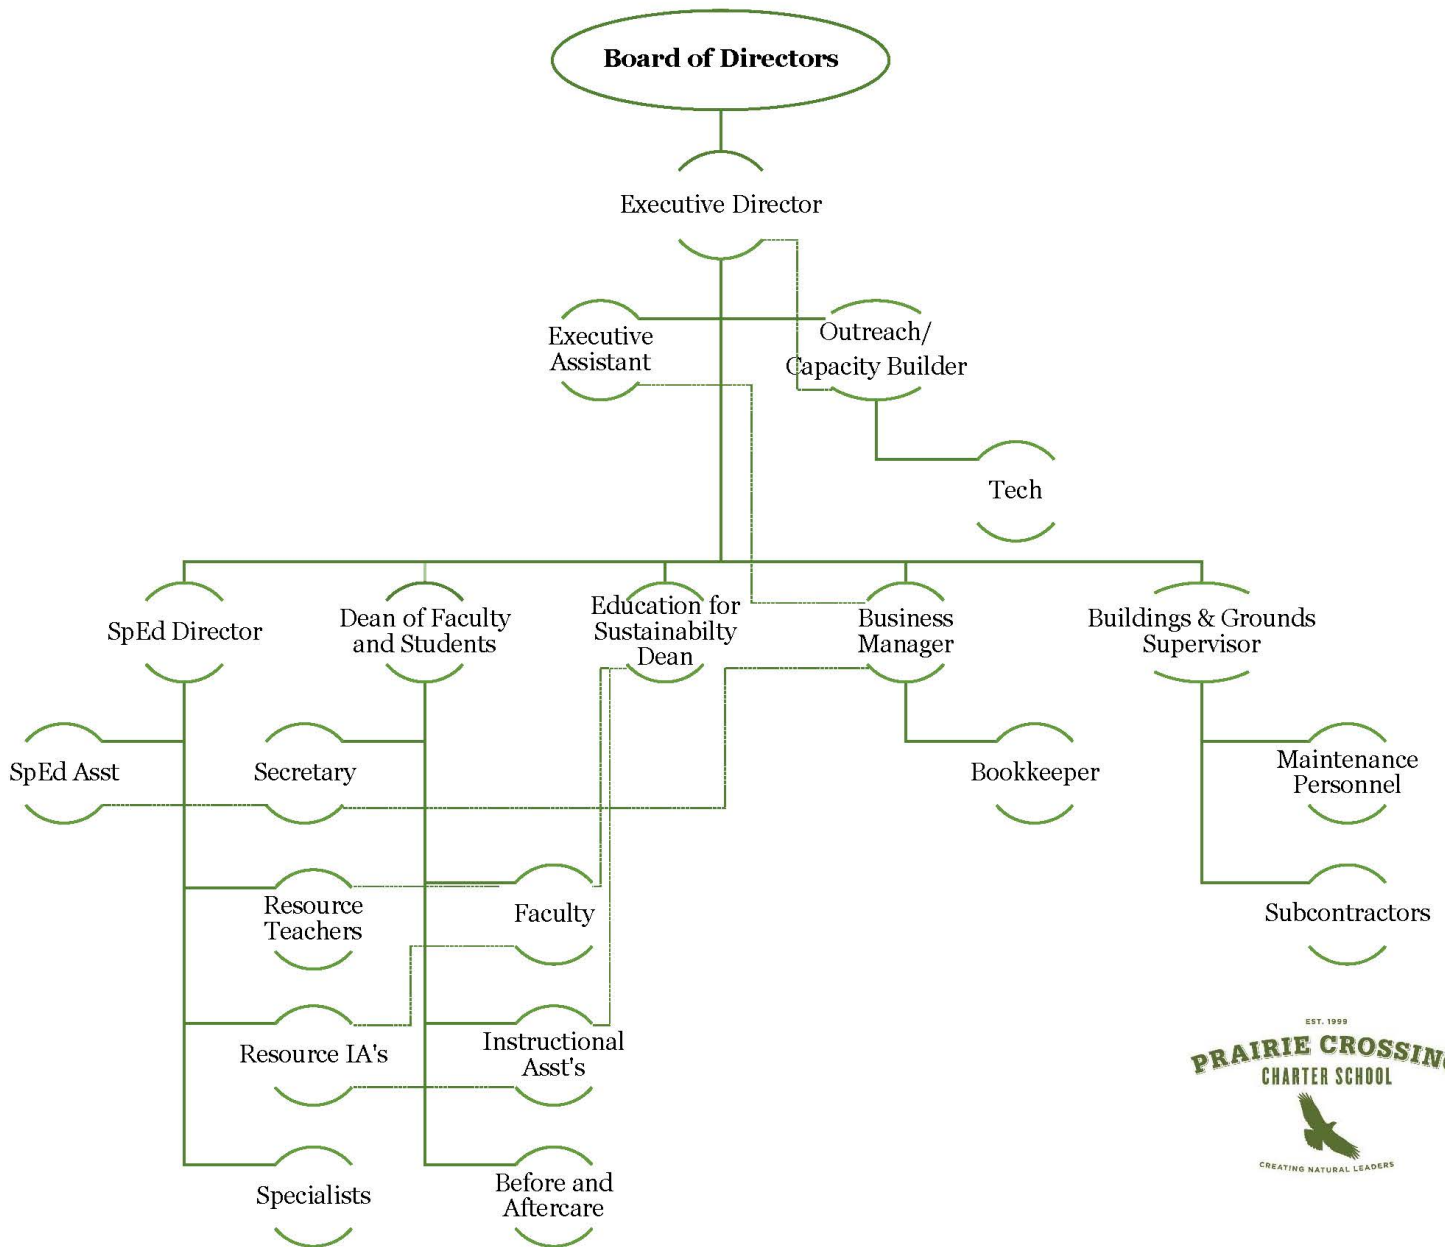 Board of Directors
Executive Director
Executive
Assistant
Outreach/
Capacity Builder
Tech
SpEd Director
Dean of Faculty
and Students
Education for
Sustainabilty
Dean
Business
Manager
Buildings & Grounds
Supervisor
SpEd Asst
Secretary
Bookkeeper
Maintenance
Personnel
Resource
Teachers
Faculty
Subcontractors
Resource IA's
Instructional
Asst's
Specialists
Before and
Aftercare
EST. 1999
PRAIRIE CROSSING
CHARTER SCHOOL
CREATING NATURAL LEADERS